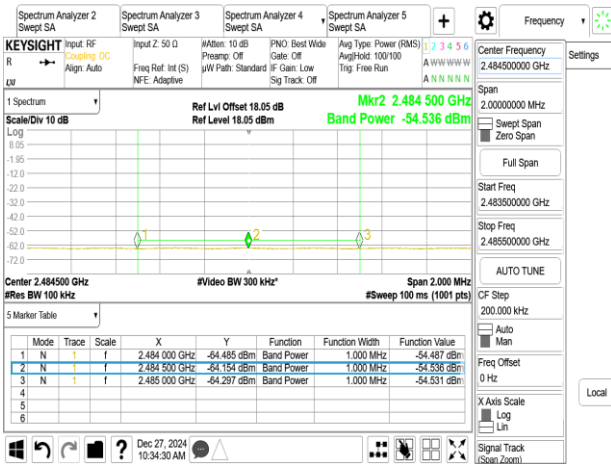 Spectrum Analyzer 2
Swept SA
Spectrum Analyzer 3
Swept SA
Spectrum Analyzer 4
Swept SA
Spectrum Analyzer 5
Swept SA
Frequency
KEYSIGHT
R
Input: RF
Coupling: DC
Align: Auto
Input Z: 50 Ω
Freq Ref: Int (S)
NFE: Adaptive
#Atten: 10 dB
Preamp: Off
µW Path: Standard
PNO: Best Wide
Gate: Off
IF Gain: Low
Sig Track: Off
Avg Type: Power (RMS)
Avg|Hold: 100/100
Trig: Free Run
1 2 3 4 5 6
A W W W W W
A N N N N N
1 Spectrum
Scale/Div 10 dB
Ref Lvl Offset 18.05 dB
Ref Level 18.05 dBm
Mkr2 2.484 500 GHz
Band Power -54.536 dBm
Log
8.05
-1.95
-12.0
-22.0
-32.0
-42.0
-52.0
-62.0
-72.0
1
2
3
Center 2.484500 GHz
#Video BW 300 kHz*
Span 2.000 MHz
#Res BW 100 kHz
#Sweep 100 ms (1001 pts)
5 Marker Table
Mode Trace Scale X Y Function Function Width Function Value
1 N 1 f 2.484 000 GHz -64.485 dBm Band Power 1.000 MHz -54.487 dBm
2 N 1 f 2.484 500 GHz -64.154 dBm Band Power 1.000 MHz -54.536 dBm
3 N 1 f 2.485 000 GHz -64.297 dBm Band Power 1.000 MHz -54.531 dBm
4
5
6
Dec 27, 2024
10:34:30 AM
Center Frequency
2.484500000 GHz
Span
2.00000000 MHz
Swept Span
Zero Span
Full Span
Start Freq
2.483500000 GHz
Stop Freq
2.485500000 GHz
AUTO TUNE
CF Step
200.000 kHz
Auto
Man
Freq Offset
0 Hz
X Axis Scale
Log
Lin
Signal Track
(Span Zoom)
Settings
Local